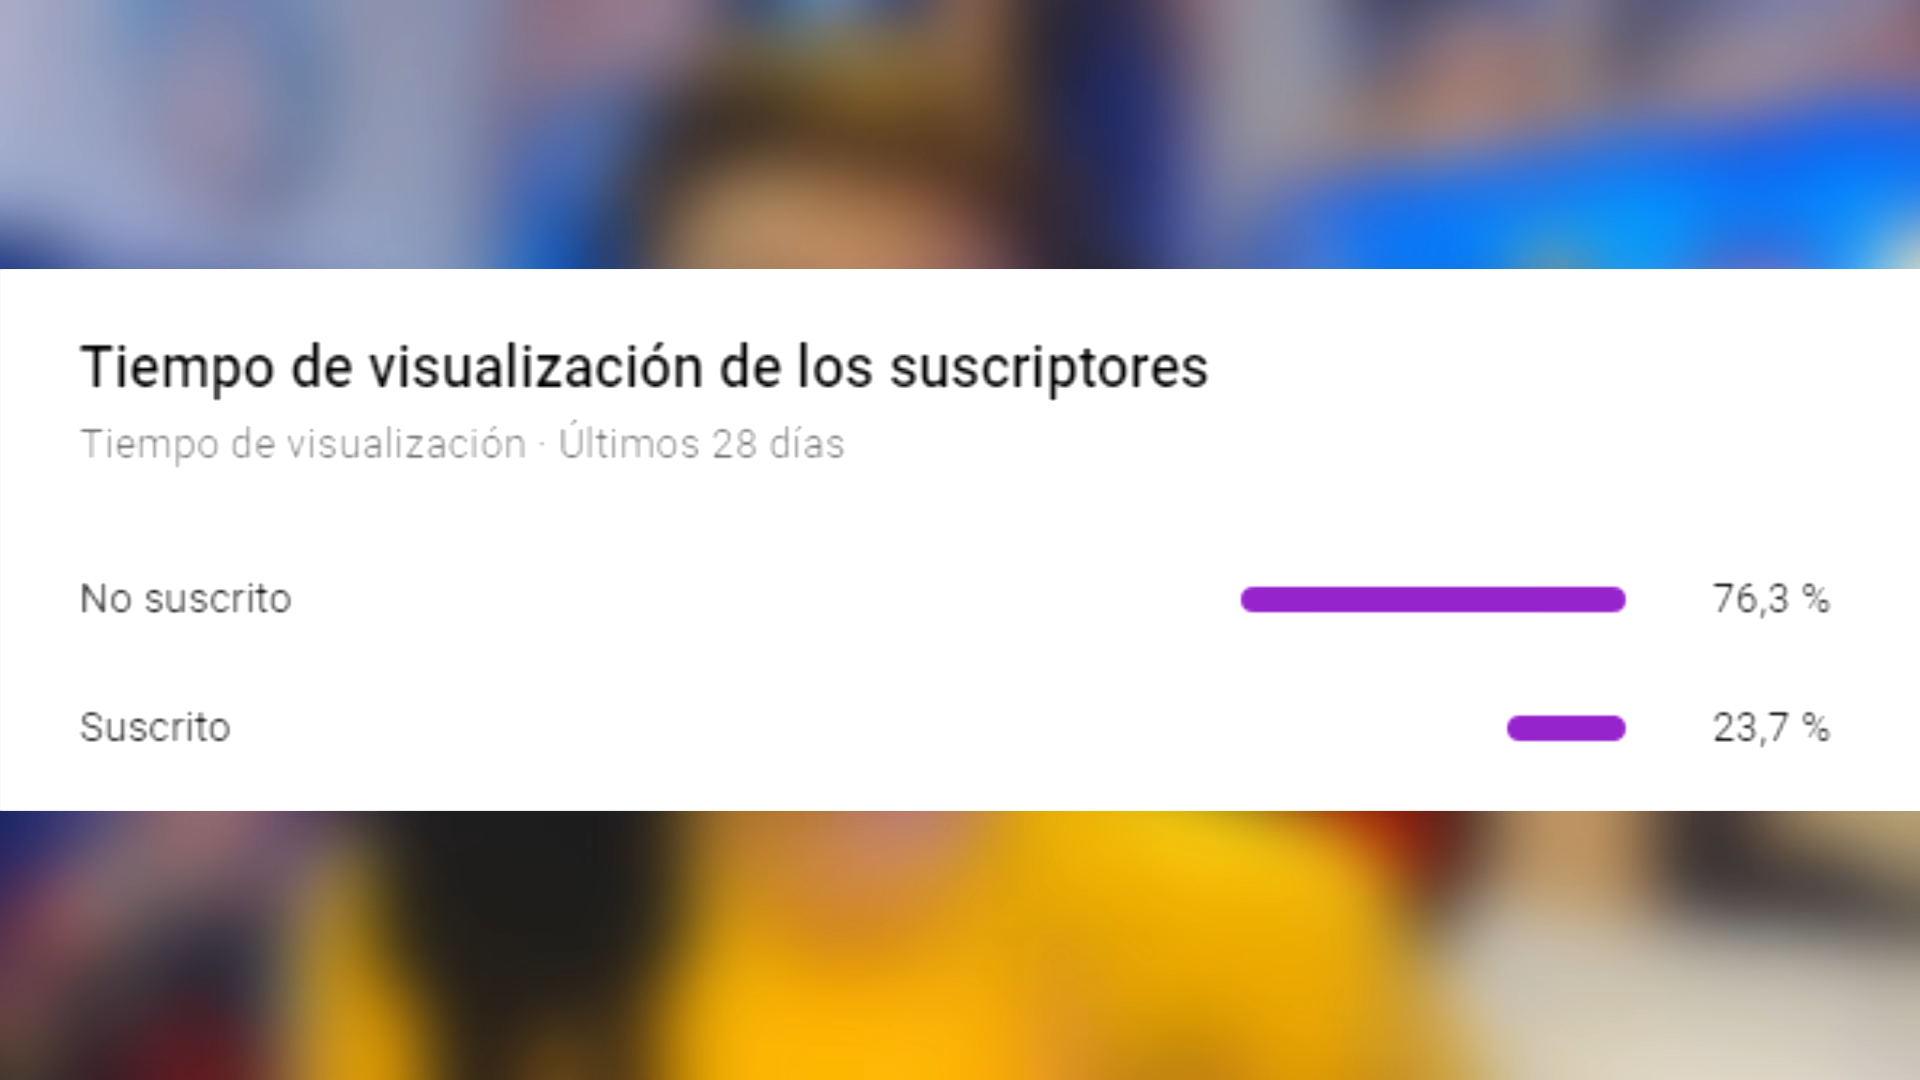 Tiempo de visualización de los suscriptores
Tiempo de visualización · Últimos 28 días
No suscrito 76,3 %
Suscrito 23,7 %